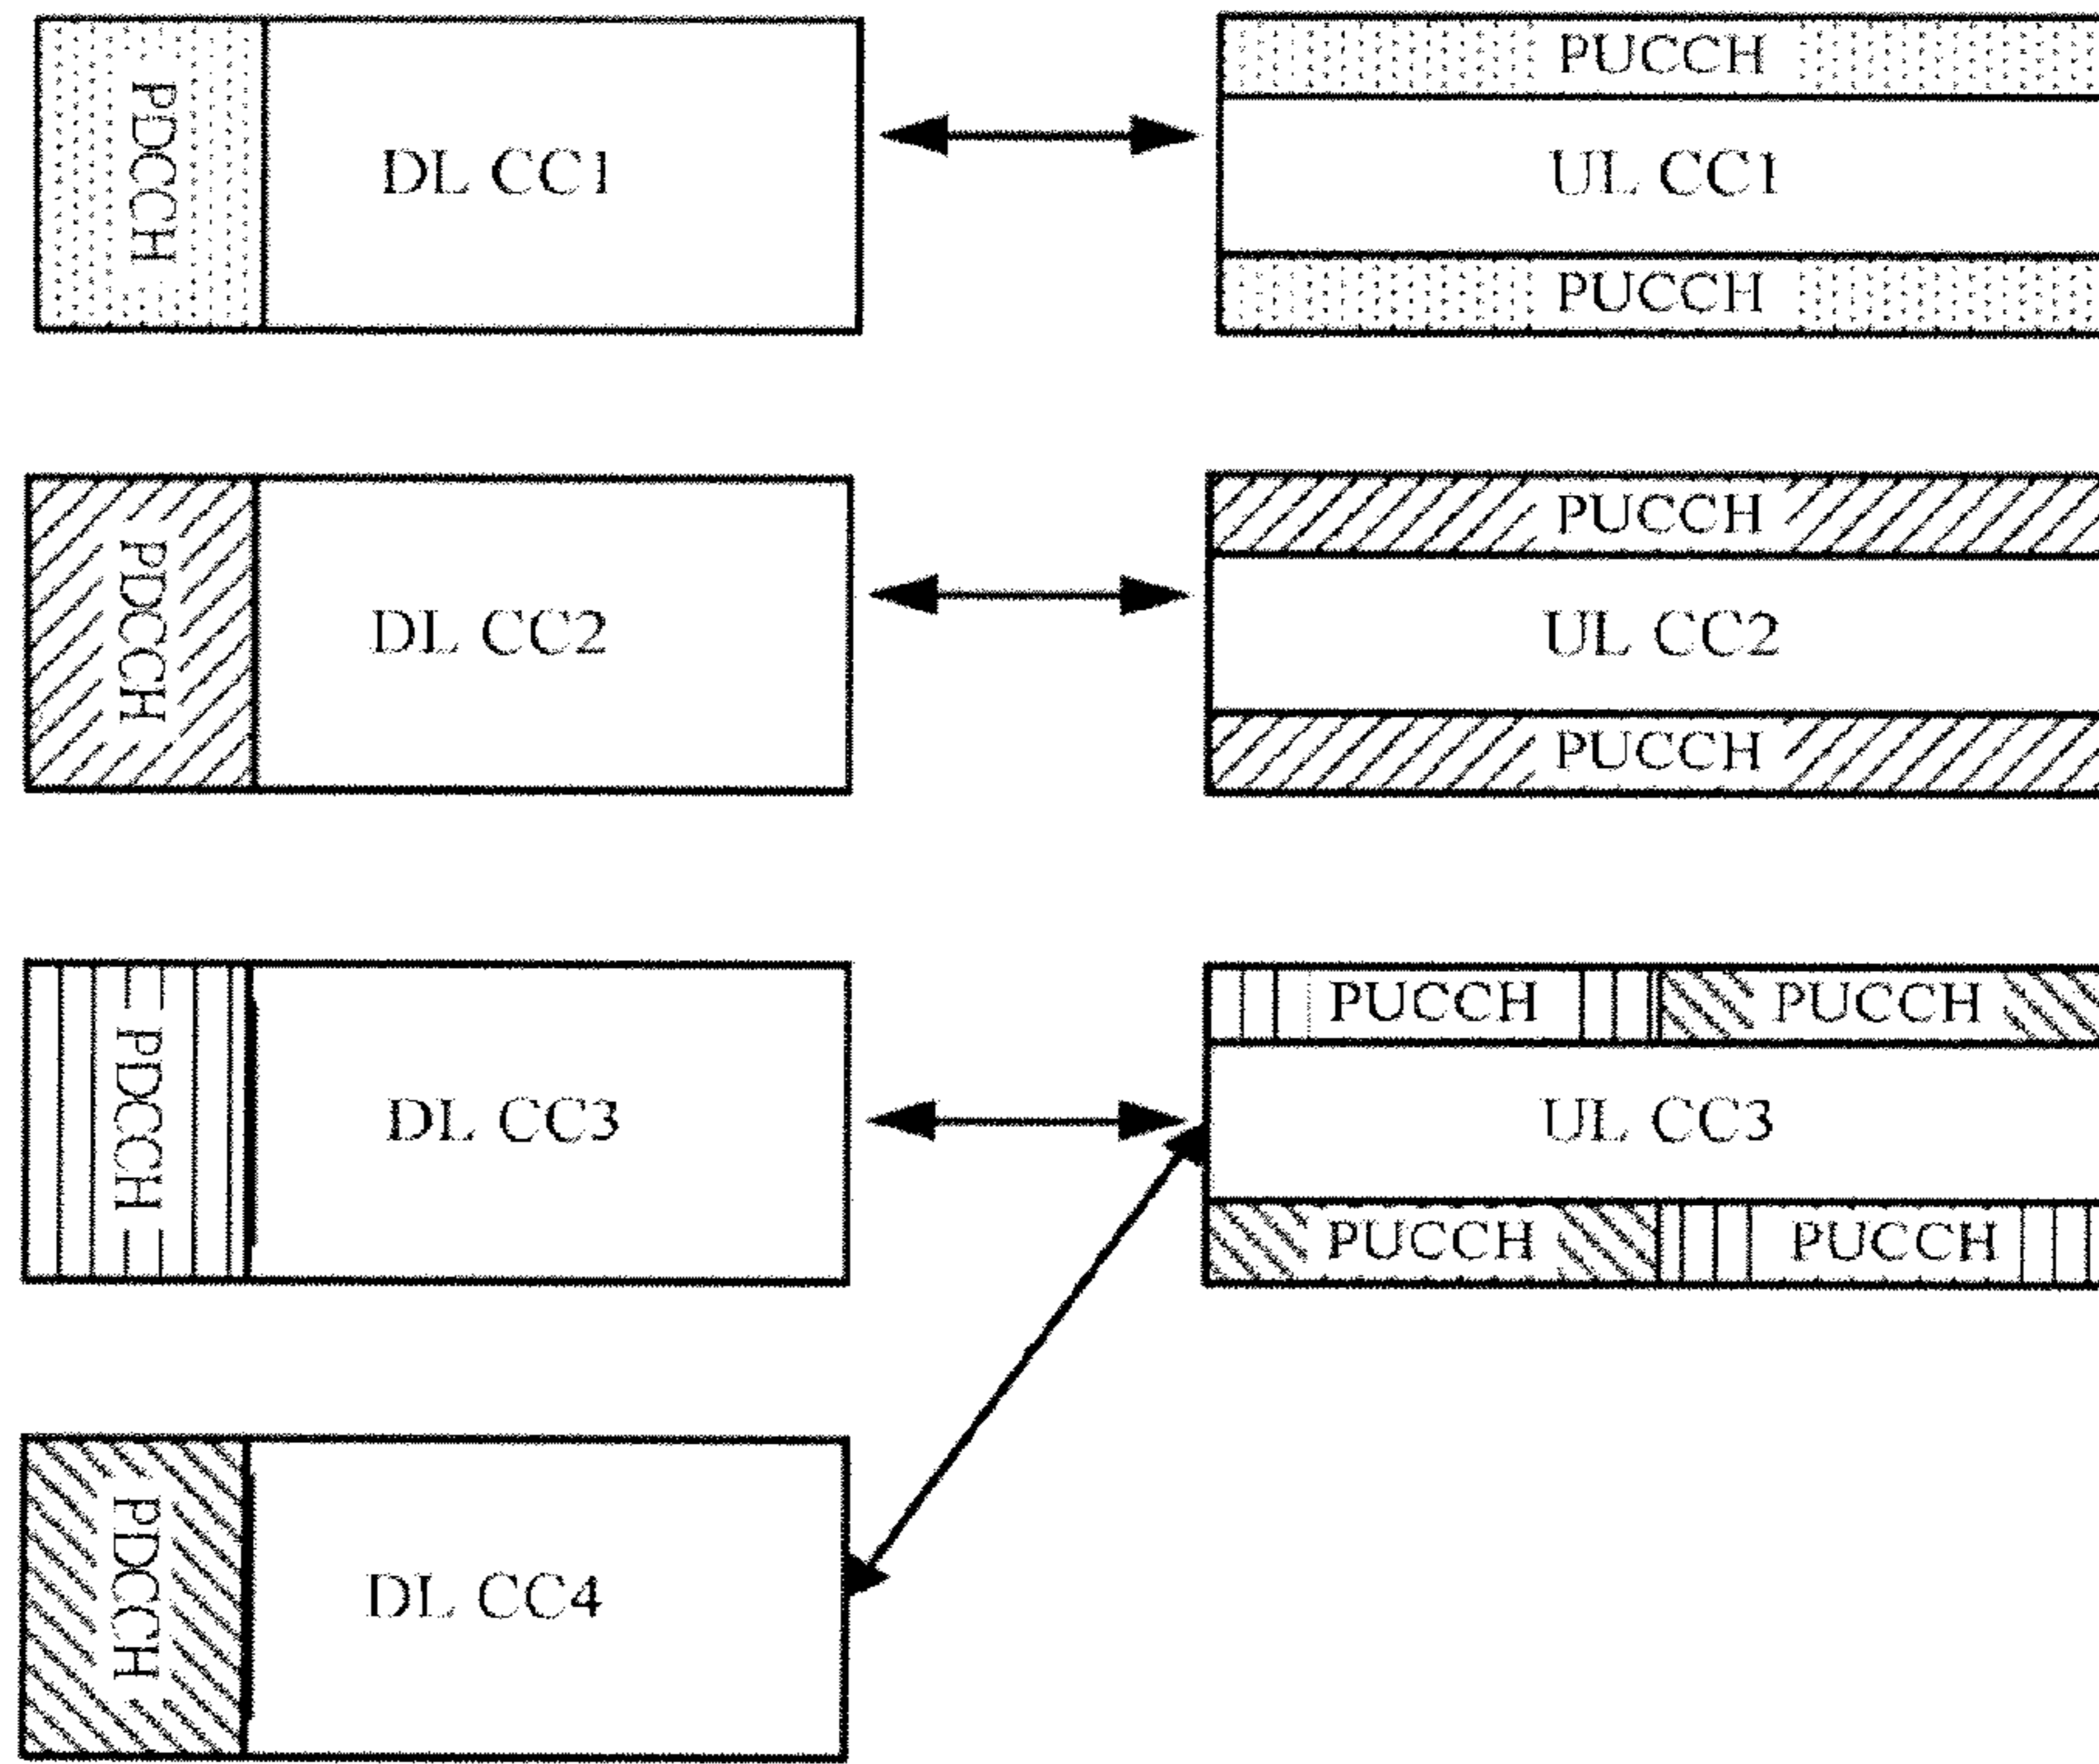 PDCCH
DL CC1
PUCCH
UL CC1
PUCCH
PDCCH
DL CC2
PUCCH
UL CC2
PUCCH
PDCCH
DL CC3
PUCCH PUCCH
UL CC3
PUCCH PUCCH
PDCCH
DL CC4